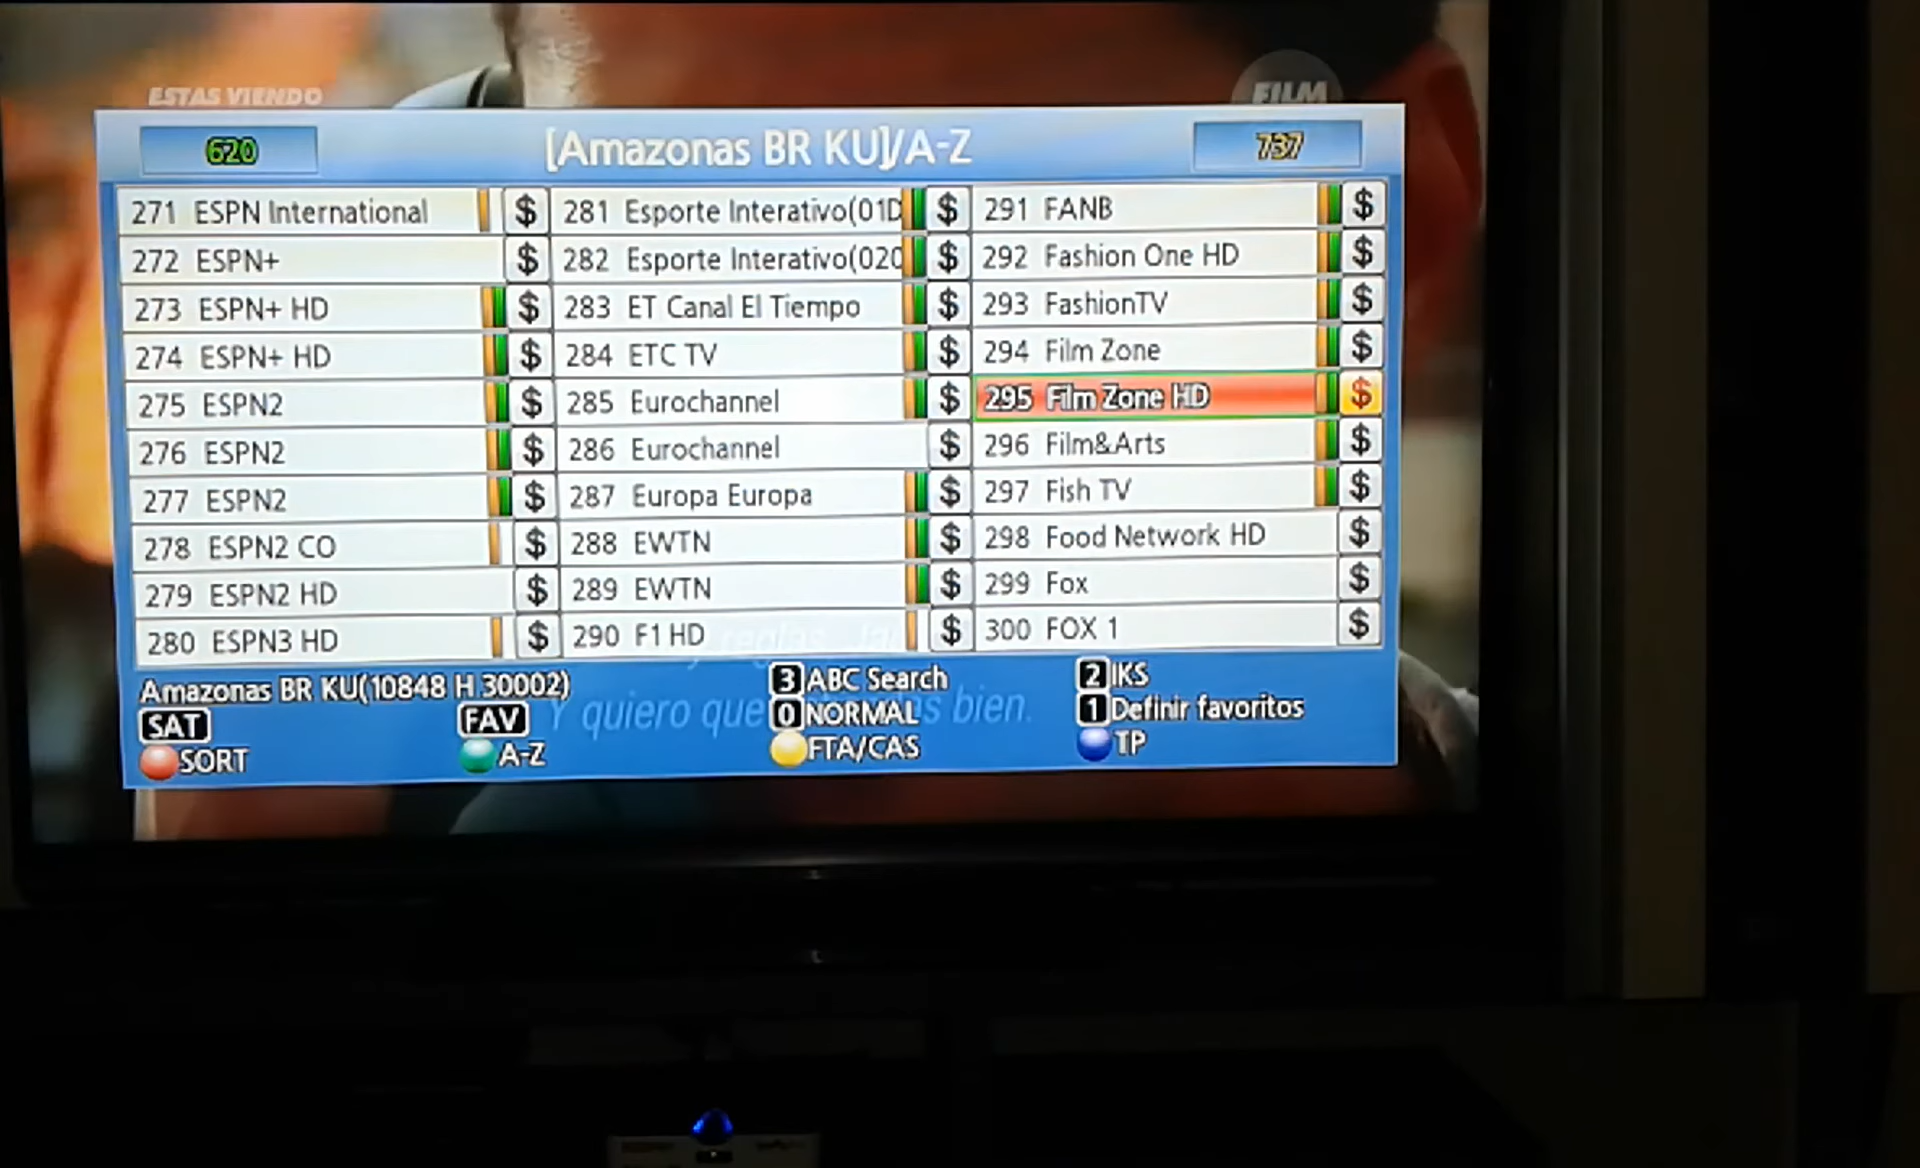 ESTAS VIENDO
FILM
620 [Amazonas BR KU]/A-Z 737
271 ESPN International $ 281 Esporte Interativo(01D $ 291 FANB $
272 ESPN+ $ 282 Esporte Interativo(020 $ 292 Fashion One HD $
273 ESPN+ HD $ 283 ET Canal El Tiempo $ 293 FashionTV $
274 ESPN+ HD $ 284 ETC TV $ 294 Film Zone $
275 ESPN2 $ 285 Eurochannel $ 295 Film Zone HD $
276 ESPN2 $ 286 Eurochannel $ 296 Film&Arts $
277 ESPN2 $ 287 Europa Europa $ 297 Fish TV $
278 ESPN2 CO $ 288 EWTN $ 298 Food Network HD $
279 ESPN2 HD $ 289 EWTN $ 299 Fox $
280 ESPN3 HD $ 290 F1 HD $ 300 FOX 1 $
Amazonas BR KU(10848 H 30002) 3 ABC Search 2 IKS
SAT FAV 0 NORMAL 1 Definir favoritos
SORT A-Z FTA/CAS TP
Y quiero que bien.